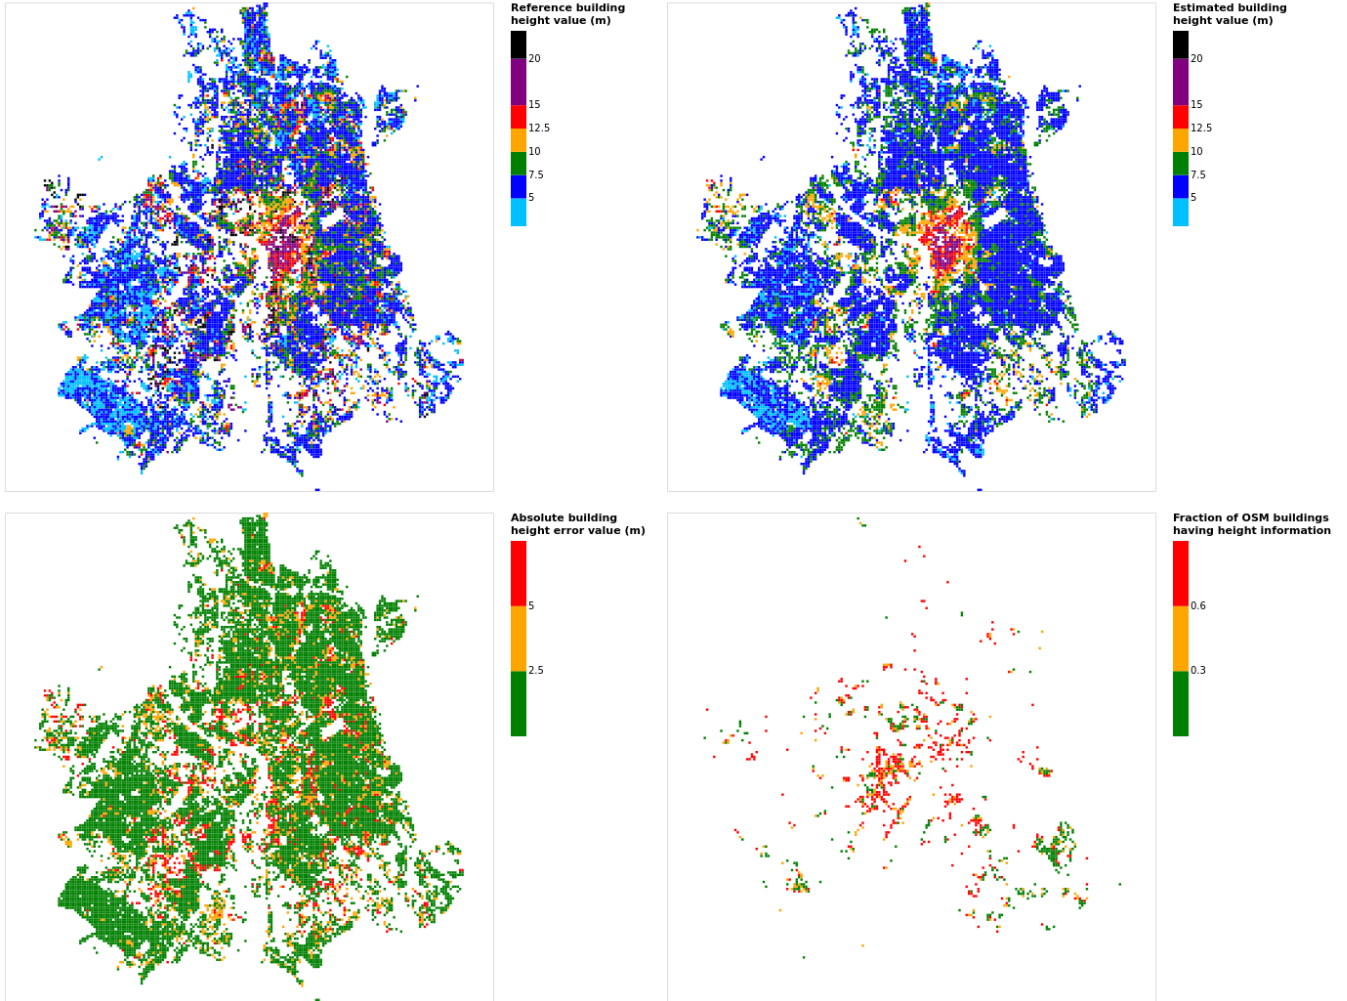 Reference building
height value (m)
20
15
12.5
10
7.5
5
Estimated building
height value (m)
20
15
12.5
10
7.5
5
Absolute building
height error value (m)
5
2.5
Fraction of OSM buildings
having height information
0.6
0.3